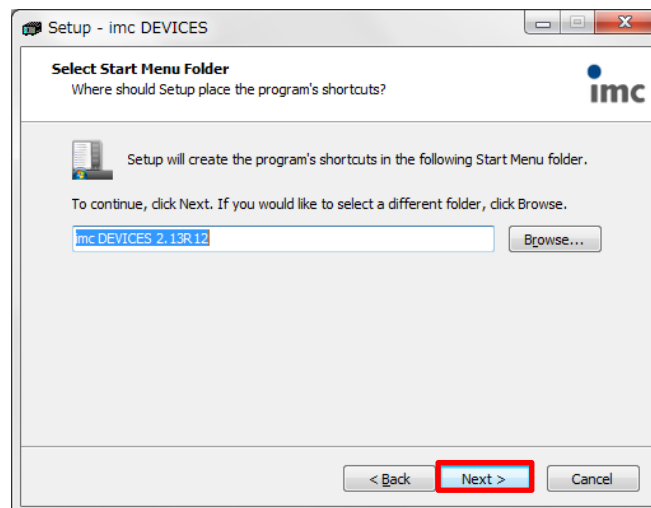 Setup - imc DEVICES
Select Start Menu Folder
Where should Setup place the program's shortcuts?
imc
Setup will create the program's shortcuts in the following Start Menu folder.
To continue, click Next. If you would like to select a different folder, click Browse.
imc DEVICES 2.13R12
Browse...
< Back
Next >
Cancel